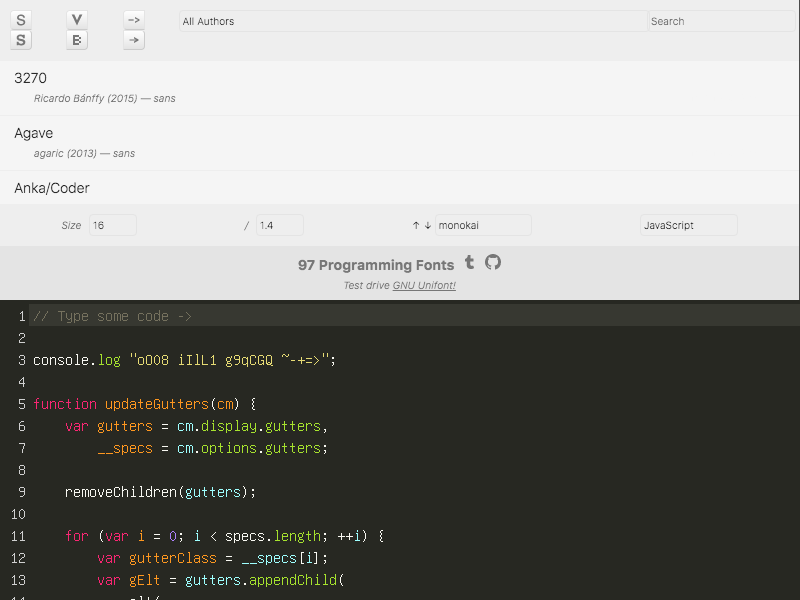 S V -> All Authors Search
S B →
3270
Ricardo Bánffy (2015) — sans
Agave
agaric (2013) — sans
Anka/Coder
Size 16 / 1.4 ↑ ↓ monokai JavaScript
97 Programming Fonts t
Test drive GNU Unifont!
1 // Type some code ->
2
3 console.log "oO08 iIlL1 g9qCGQ ~-+=>";
4
5 function updateGutters(cm) {
6     var gutters = cm.display.gutters,
7         __specs = cm.options.gutters;
8
9     removeChildren(gutters);
10
11     for (var i = 0; i < specs.length; ++i) {
12         var gutterClass = __specs[i];
13         var gElt = gutters.appendChild(